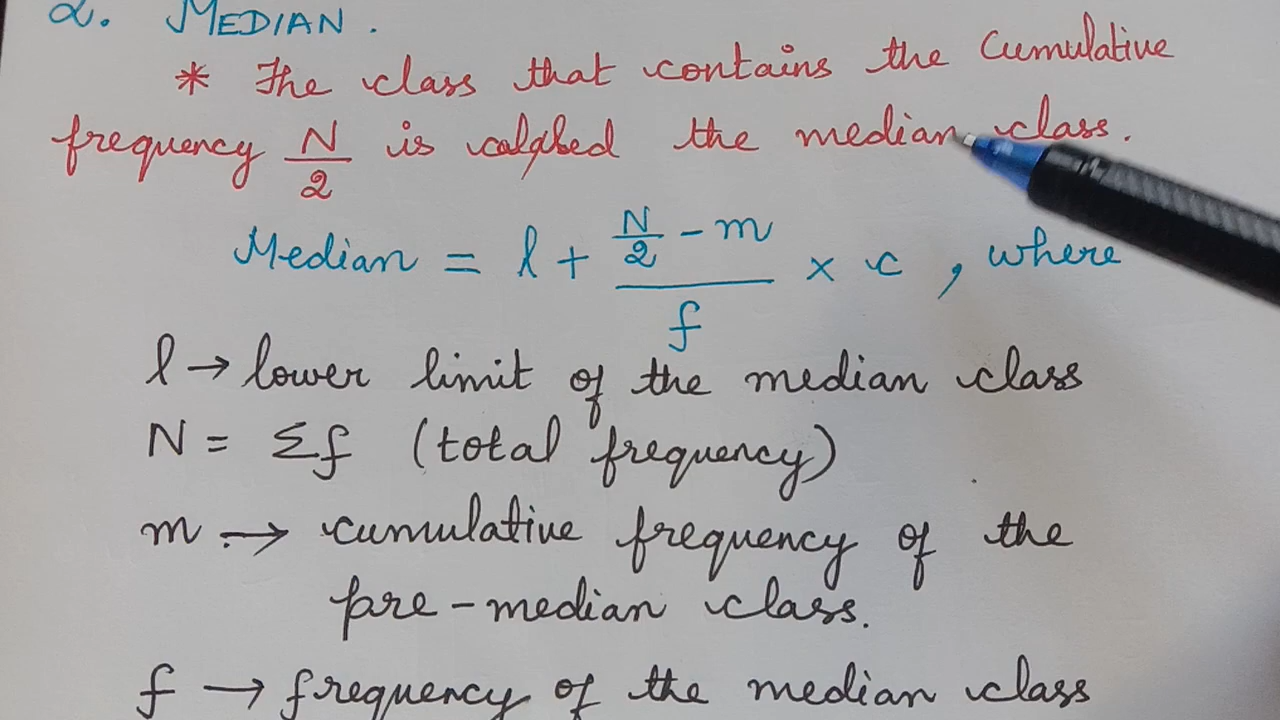 2. MEDIAN.
* The class that contains the Cumulative
frequency N/2 is called the median class.
Median = l + (N/2 - m)/f × c , where
l → lower limit of the median class
N = Σf (total frequency)
m → cumulative frequency of the
pre-median class.
f → frequency of the median class